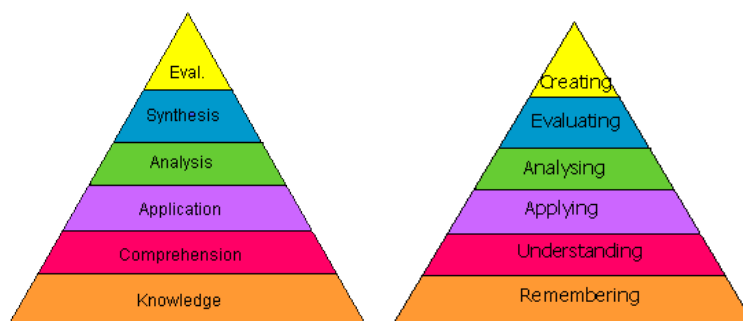 Eval.
Synthesis
Analysis
Application
Comprehension
Knowledge
Creating
Evaluating
Analysing
Applying
Understanding
Remembering